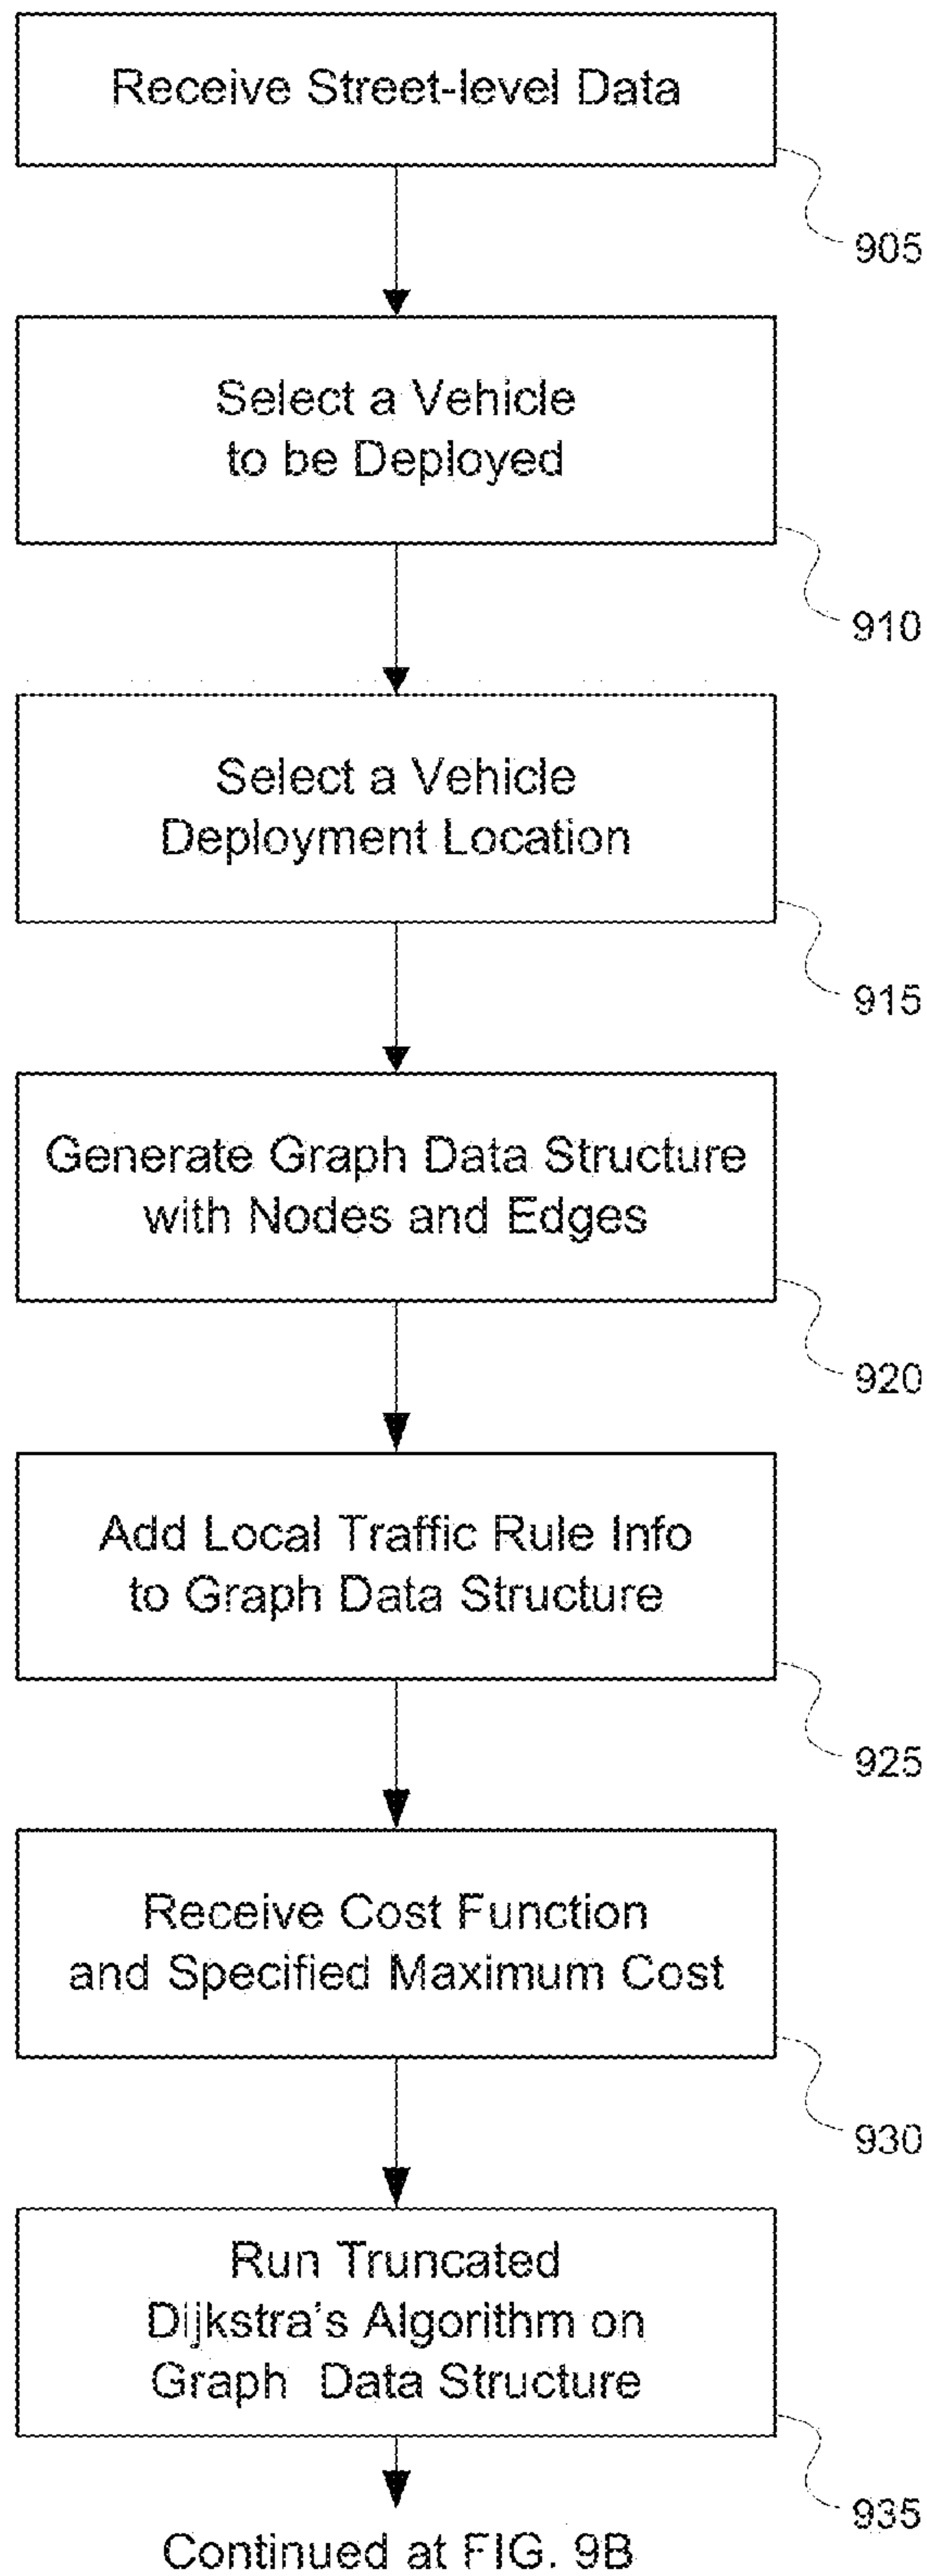 Receive Street-level Data
905
Select a Vehicle
to be Deployed
910
Select a Vehicle
Deployment Location
915
Generate Graph Data Structure
with Nodes and Edges
920
Add Local Traffic Rule Info
to Graph Data Structure
925
Receive Cost Function
and Specified Maximum Cost
930
Run Truncated
Dijkstra's Algorithm on
Graph Data Structure
935
Continued at FIG. 9B